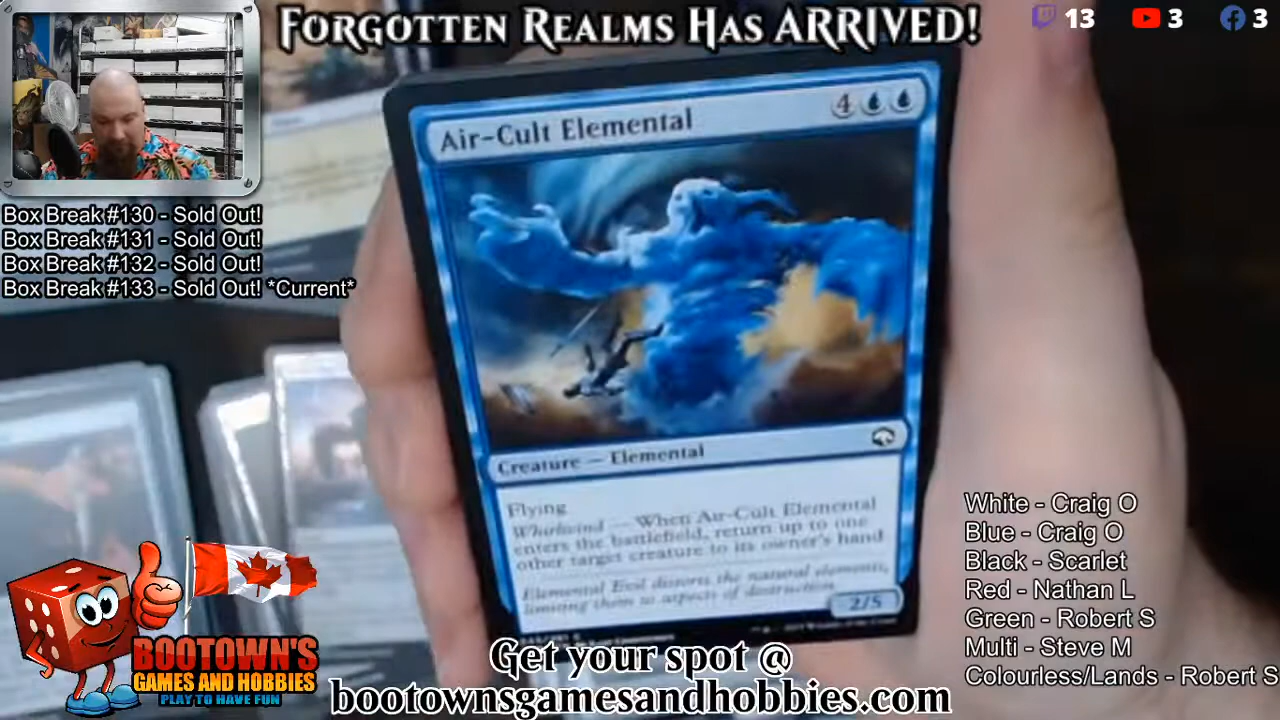 FORGOTTEN REALMS HAS ARRIVED!
13 3 3
Box Break #130 - Sold Out!
Box Break #131 - Sold Out!
Box Break #132 - Sold Out!
Box Break #133 - Sold Out! *Current*
Air-Cult Elemental 4
Creature — Elemental
Flying
Whirlwind — When Air-Cult Elemental
enters the battlefield, return up to one
other target creature to its owner's hand
Elemental Evil distorts the natural elements,
aspects of destruction
2/5
White - Craig O
Blue - Craig O
Black - Scarlet
Red - Nathan L
Green - Robert S
Multi - Steve M
Colourless/Lands - Robert S
BOOTOWN'S
GAMES AND HOBBIES
PLAY TO HAVE FUN
Get your spot @
bootownsgamesandhobbies.com